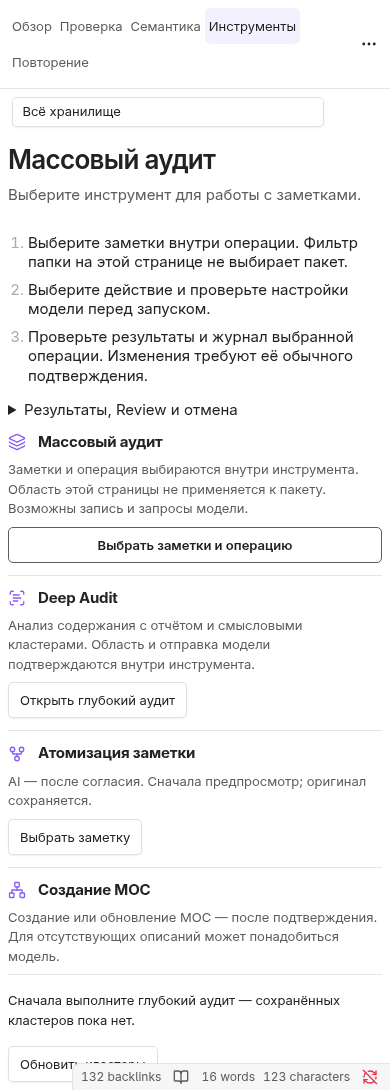 Обзор Проверка Семантика Инструменты
Повторение
Всё хранилище
Массовый аудит
Выберите инструмент для работы с заметками.
1. Выберите заметки внутри операции. Фильтр
папки на этой странице не выбирает пакет.
2. Выберите действие и проверьте настройки
модели перед запуском.
3. Проверьте результаты и журнал выбранной
операции. Изменения требуют её обычного
подтверждения.
Результаты, Review и отмена
Массовый аудит
Заметки и операция выбираются внутри инструмента.
Область этой страницы не применяется к пакету.
Возможны запись и запросы модели.
Выбрать заметки и операцию
Deep Audit
Анализ содержания с отчётом и смысловыми
кластерами. Область и отправка модели
подтверждаются внутри инструмента.
Открыть глубокий аудит
Атомизация заметки
AI — после согласия. Сначала предпросмотр; оригинал
сохраняется.
Выбрать заметку
Создание MOC
Создание или обновление MOC — после подтверждения.
Для отсутствующих описаний может понадобиться
модель.
Сначала выполните глубокий аудит — сохранённых
кластеров пока нет.
Обновить кластеры
132 backlinks 16 words 123 characters